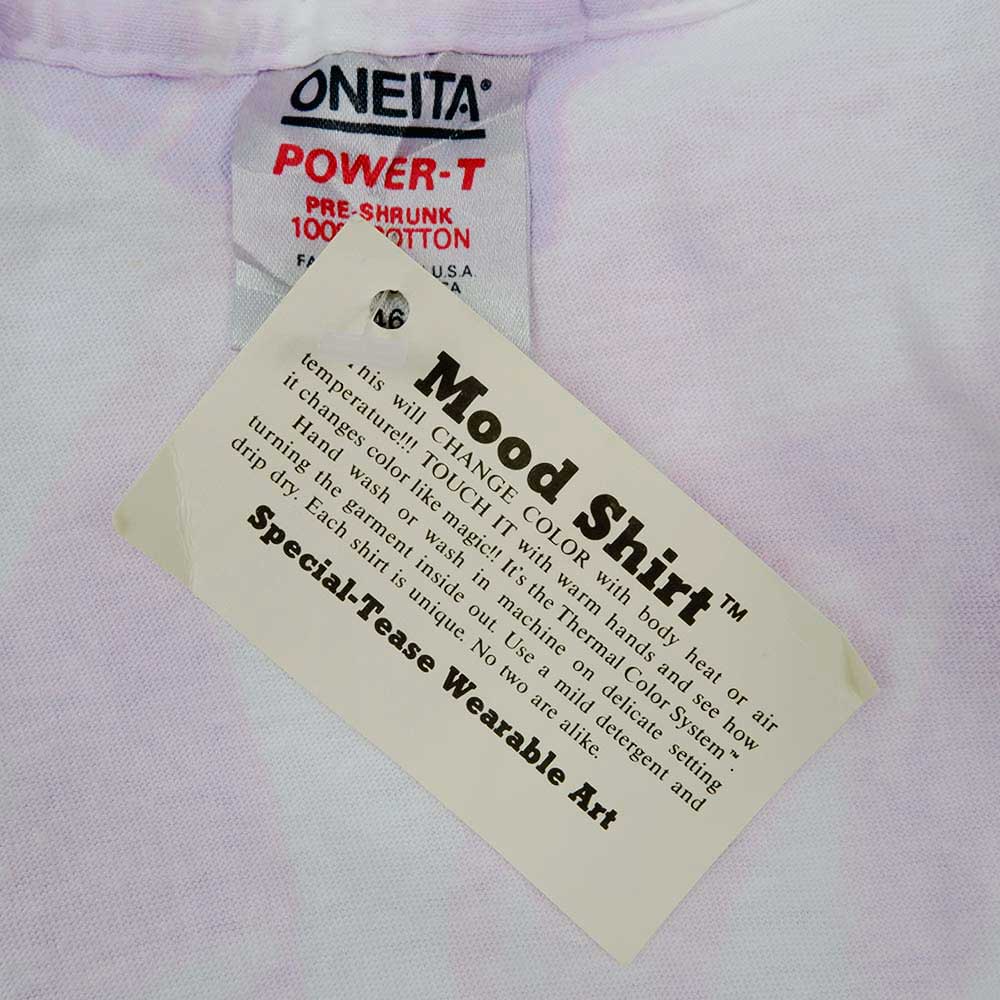 ONEITA®
POWER-T
PRE-SHRUNK
100% COTTON
U.S.A.
46
Mood Shirt™
This will CHANGE COLOR with body heat or air
temperature!!! TOUCH IT with warm hands and see how
it changes color like magic!! It's the Thermal Color System™.
Hand wash or wash in machine on delicate setting
turning the garment inside out. Use a mild detergent and
drip dry. Each shirt is unique. No two are alike.
Special-Tease Wearable Art